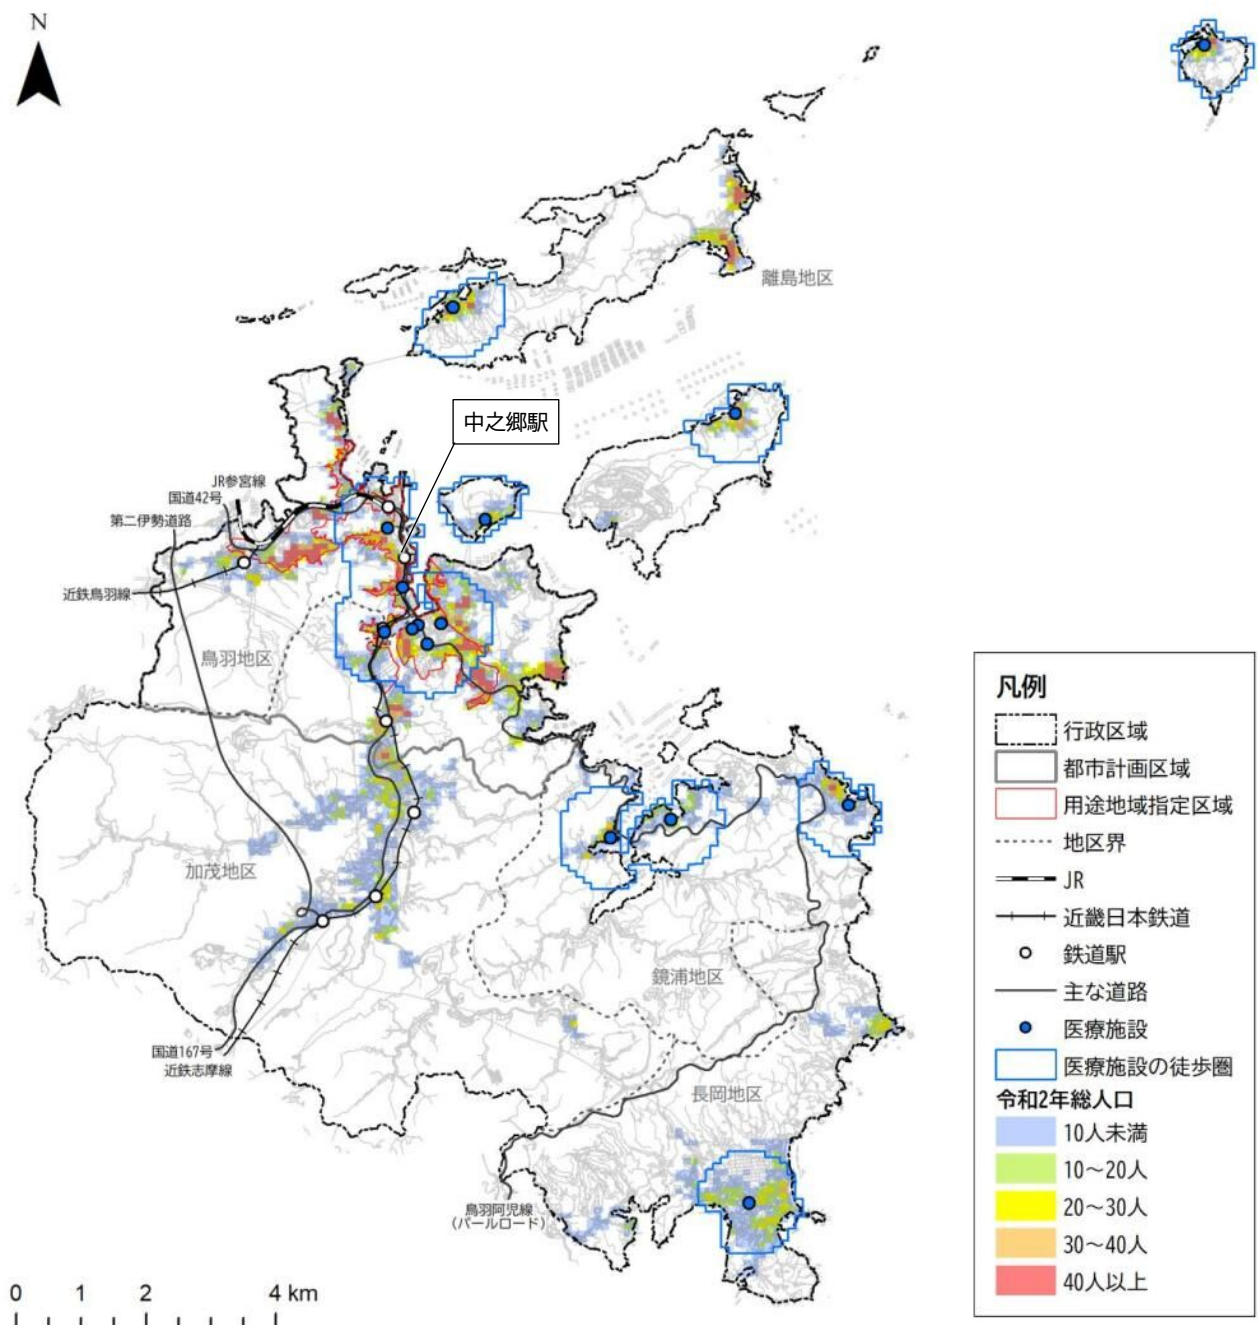 N
離島地区
中之郷駅
JR参宮線
国道42号
第二伊勢道路
近鉄鳥羽線
鳥羽地区
加茂地区
鏡浦地区
国道167号
近鉄志摩線
長岡地区
鳥羽阿児線
(パールロード)
0 1 2 4 km
凡例
行政区域
都市計画区域
用途地域指定区域
地区界
JR
近畿日本鉄道
鉄道駅
主な道路
医療施設
医療施設の徒歩圏
令和2年総人口
10人未満
10～20人
20～30人
30～40人
40人以上